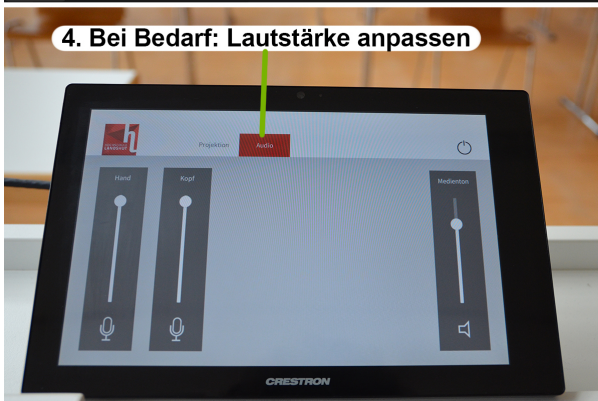 4. Bei Bedarf: Lautstärke anpassen
Projektion
Audio
Hand
Kopf
Medienton
CRESTRON